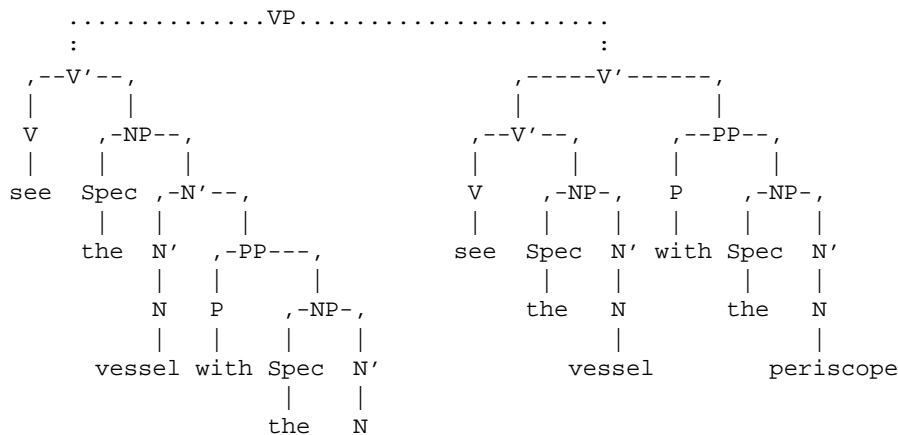 ..............VP.......................
: :
,--V'--, ,-----V'------,
| | | |
V ,-NP--, ,--V'--, ,--PP--,
| | | | | | |
see Spec ,-N'--, V ,-NP-, P ,-NP-,
| | | | | | | | |
the N' ,-PP---, see Spec N' with Spec N'
| | | | | | |
N P ,-NP-, the N the N
| | | | | |
vessel with Spec N' vessel periscope
| |
the N